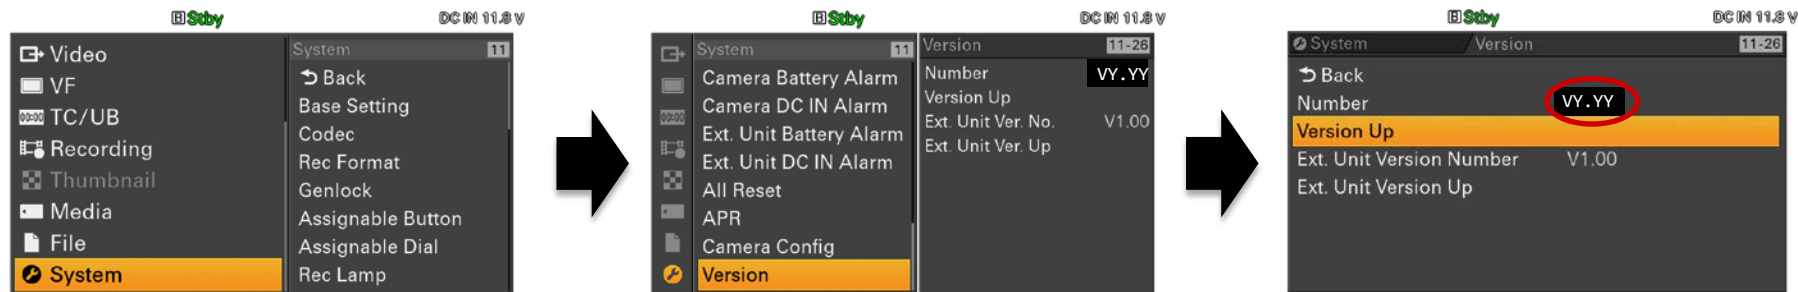 B Stby DC IN 11.8 V
Video
VF
00:00 TC/UB
Recording
Thumbnail
Media
File
System
System 11
Back
Base Setting
Codec
Rec Format
Genlock
Assignable Button
Assignable Dial
Rec Lamp
B Stby DC IN 11.8 V
00:00
System 11
Camera Battery Alarm
Camera DC IN Alarm
Ext. Unit Battery Alarm
Ext. Unit DC IN Alarm
All Reset
APR
Camera Config
Version
Version 11-26
Number VY.YY
Version Up
Ext. Unit Ver. No. V1.00
Ext. Unit Ver. Up
B Stby DC IN 11.8 V
System Version 11-26
Back
Number VY.YY
Version Up
Ext. Unit Version Number V1.00
Ext. Unit Version Up